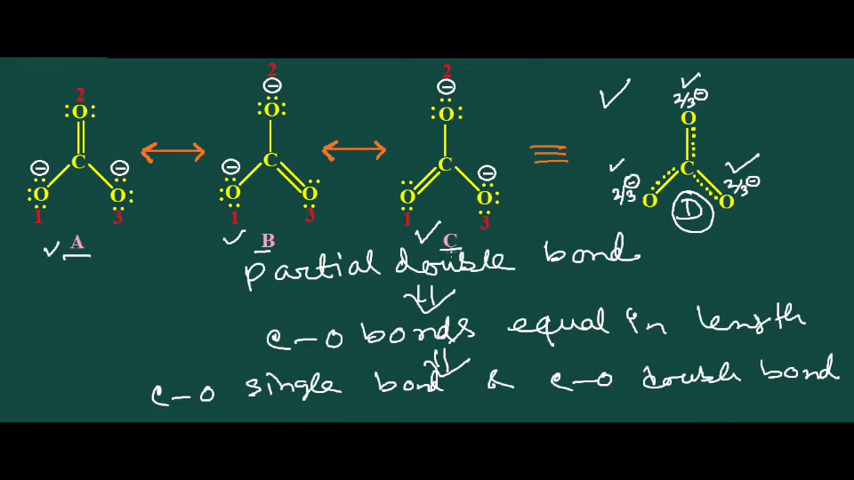 2 2 2
:O: :O: :O: O
⊖ ⊖ ⊖ ⊖ 2/3⊖
C C C C
⊖ ⊖ ⊖ ⊖ 2/3⊖ 2/3⊖
:O: :O: :O: O O O: O O
1 3 1 3 1 3 D
A B C
partial double bond
C–O bonds equal in length
C–O single bond & C–O double bond